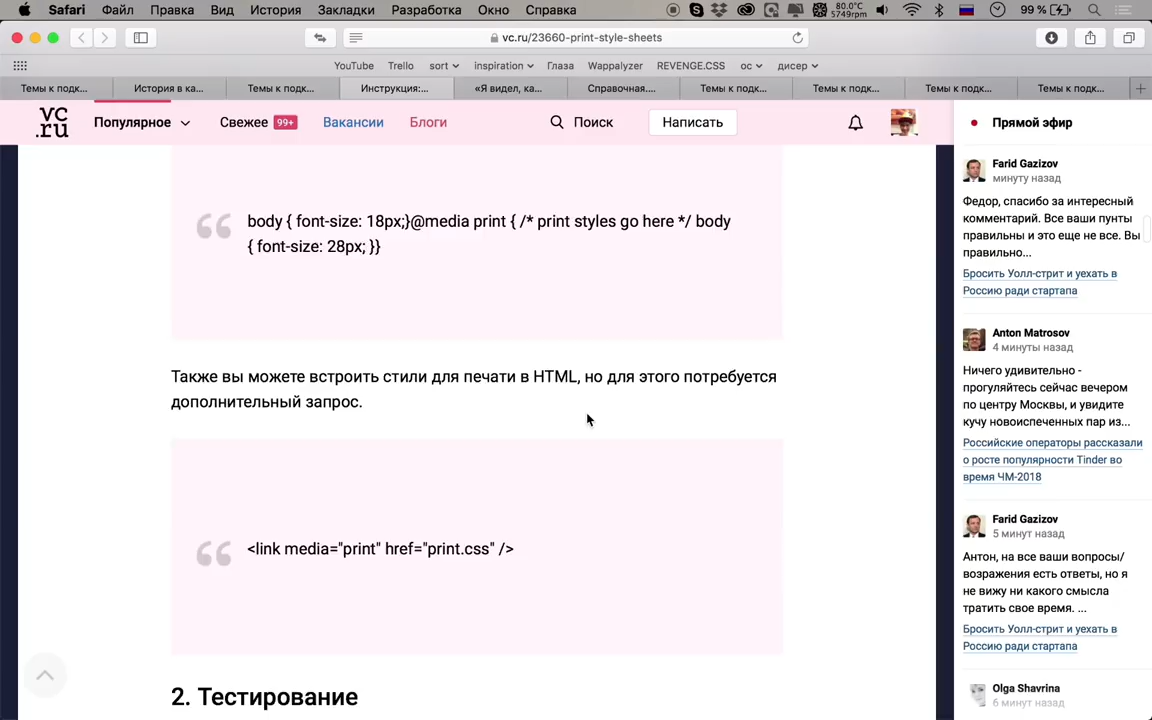 Safari Файл Правка Вид История Закладки Разработка Окно Справка 80.0°C 5749rpm 99 %
vc.ru/23660-print-style-sheets
YouTube Trello sort inspiration Глаза Wappalyzer REVENGE.CSS ос дисер
Темы к подк... История в ка... Темы к подк... Инструкция:... «Я видел, ка... Справочная.... Темы к подк... Темы к подк... Темы к подк... Темы к подк...
vc
.ru
Популярное Свежее 99+ Вакансии Блоги Поиск Написать
body { font-size: 18px;}@media print { /* print styles go here */ body
{ font-size: 28px; }}
Также вы можете встроить стили для печати в HTML, но для этого потребуется
дополнительный запрос.
<link media="print" href="print.css" />
2. Тестирование
Прямой эфир
Farid Gazizov
минуту назад
Федор, спасибо за интересный
комментарий. Все ваши пунты
правильны и это еще не все. Вы
правильно...
Бросить Уолл-стрит и уехать в
Россию ради стартапа
Anton Matrosov
4 минуты назад
Ничего удивительно -
прогуляйтесь сейчас вечером
по центру Москвы, и увидите
кучу новоиспеченных пар из...
Российские операторы рассказали
о росте популярности Tinder во
время ЧМ-2018
Farid Gazizov
5 минут назад
Антон, на все ваши вопросы/
возражения есть ответы, но я
не вижу ни какого смысла
тратить свое время. ...
Бросить Уолл-стрит и уехать в
Россию ради стартапа
Olga Shavrina
6 минут назад